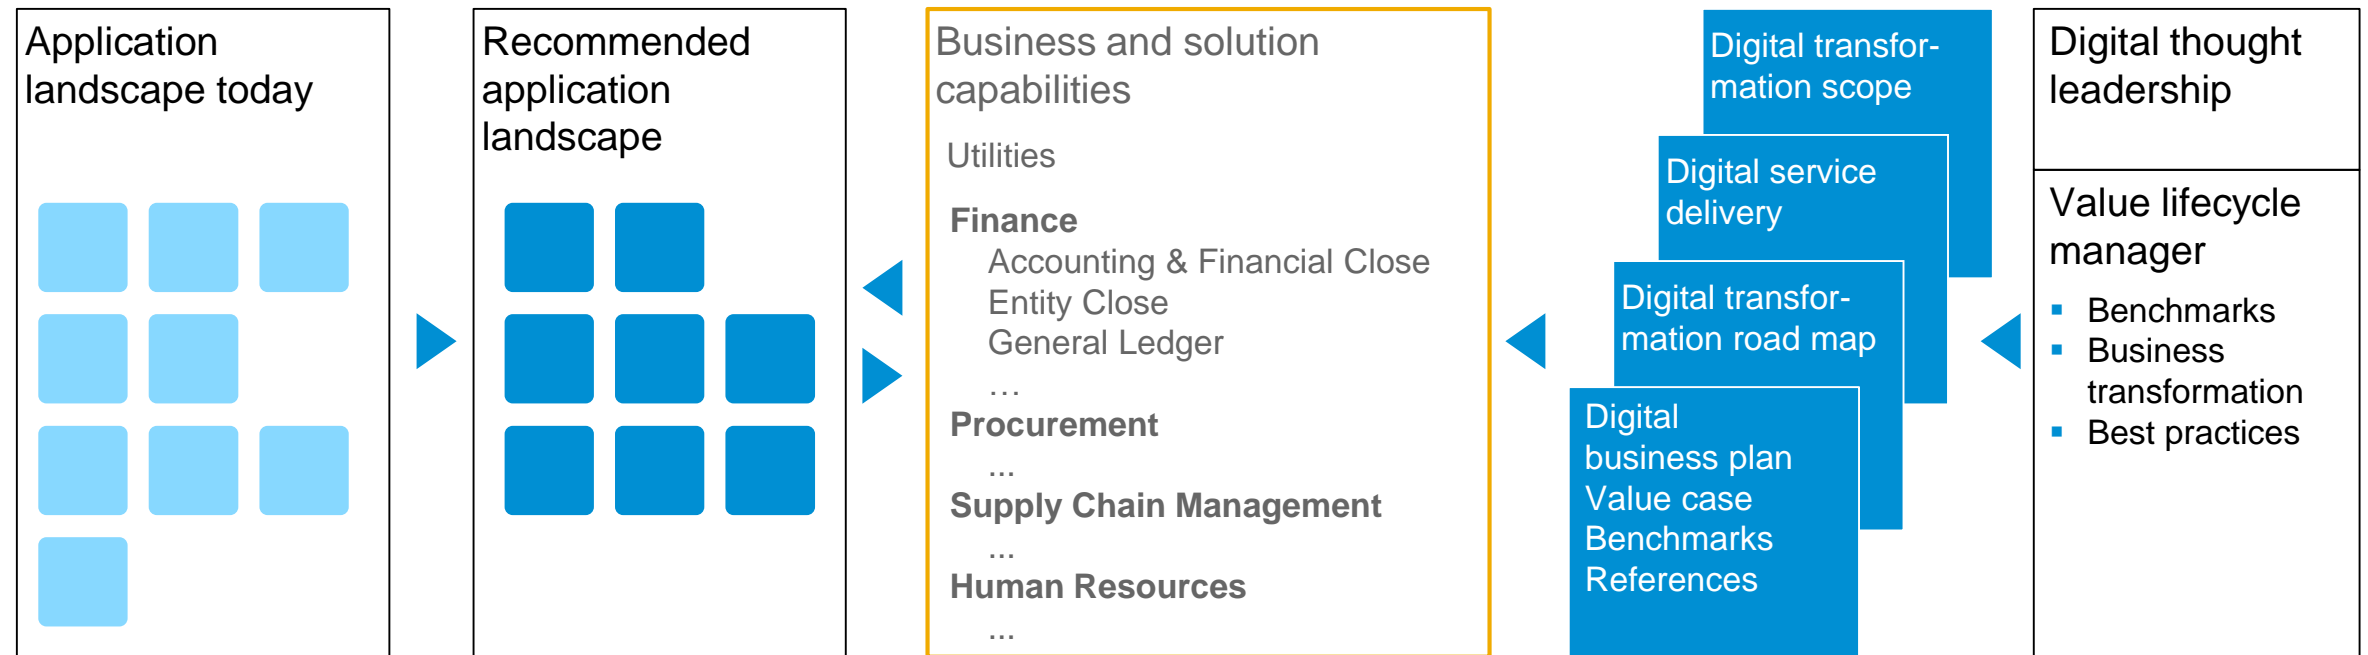 Application
landscape today
Recommended
application
landscape
Business and solution
capabilities
Utilities
Finance
Accounting & Financial Close
Entity Close
General Ledger
…
Procurement
...
Supply Chain Management
...
Human Resources
...
Digital transfor-
mation scope
Digital service
delivery
Digital transfor-
mation road map
Digital
business plan
Value case
Benchmarks
References
Digital thought
leadership
Value lifecycle
manager
▪ Benchmarks
▪ Business
transformation
▪ Best practices